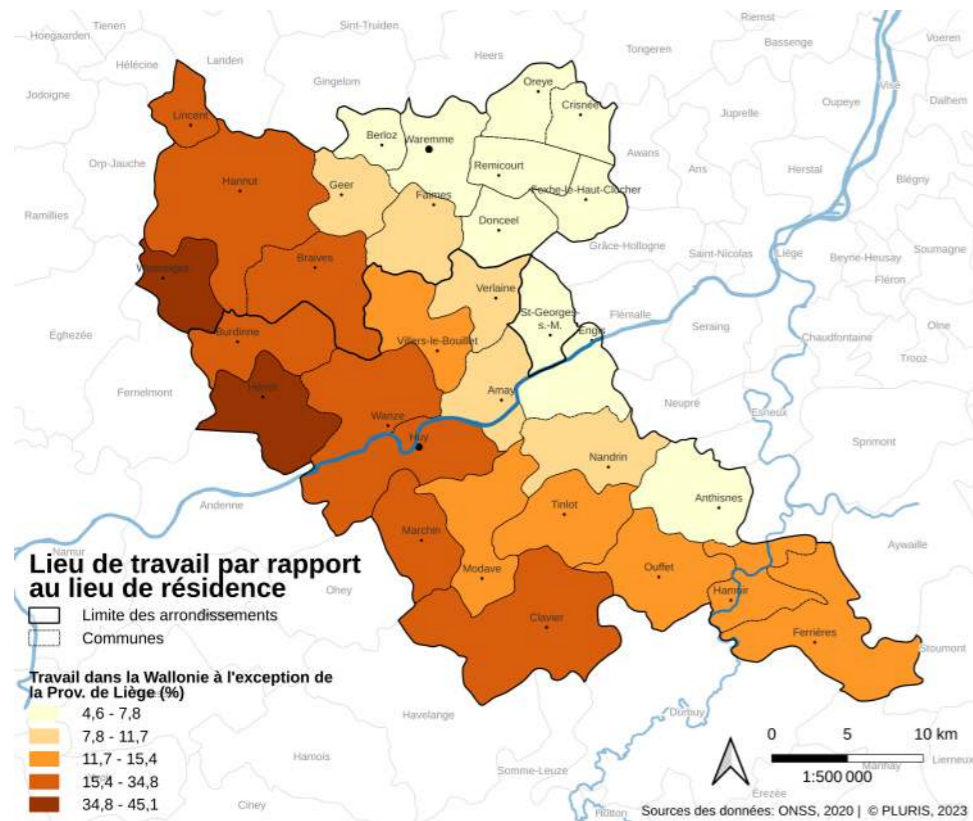 Tienen
Sint-Truiden
Riemst
Hoegaarden
Bassenge
Voeren
Landen
Heers
Tongeren
Hélécine
Gingelom
Visé
Oreye
Jodoigne
Crisnée
Oupeye
Dalhem
Lincent
Juprelle
Berloz
Waremme
Awans
Orp-Jauche
Remicourt
Ans
Herstal
Hannut
Geer
Fexhe-le-Haut-Clocher
Blégny
Faimes
Ramillies
Donceel
Grâce-Hollogne
Saint-Nicolas
Liège
Soumagne
Braives
Beyne-Heusay
Wasseiges
Fléron
Verlaine
St-Georges-
s.-M.
Flémalle
Engis
Seraing
Olne
Éghezée
Burdinne
Villers-le-Bouillet
Chaudfontaine
Trooz
Héron
Amay
Fernelmont
Neupré
Esneux
Wanze
Huy
Sprimont
Nandrin
Andenne
Anthisnes
Tinlot
Marchin
Aywaille
Namur
Modave
Ouffet
Ohey
Hamoir
Clavier
Ferrières
Stoumont
Havelange
Durbuy
Hamois
Somme-Leuze
Manhay
Lierneux
Érezée
Ciney
Hotton
Lieu de travail par rapport
au lieu de résidence
Limite des arrondissements
Communes
Travail dans la Wallonie à l'exception de
la Prov. de Liège (%)
4,6 - 7,8
7,8 - 11,7
11,7 - 15,4
15,4 - 34,8
34,8 - 45,1
0 5 10 km
1:500 000
Sources des données: ONSS, 2020 | © PLURIS, 2023